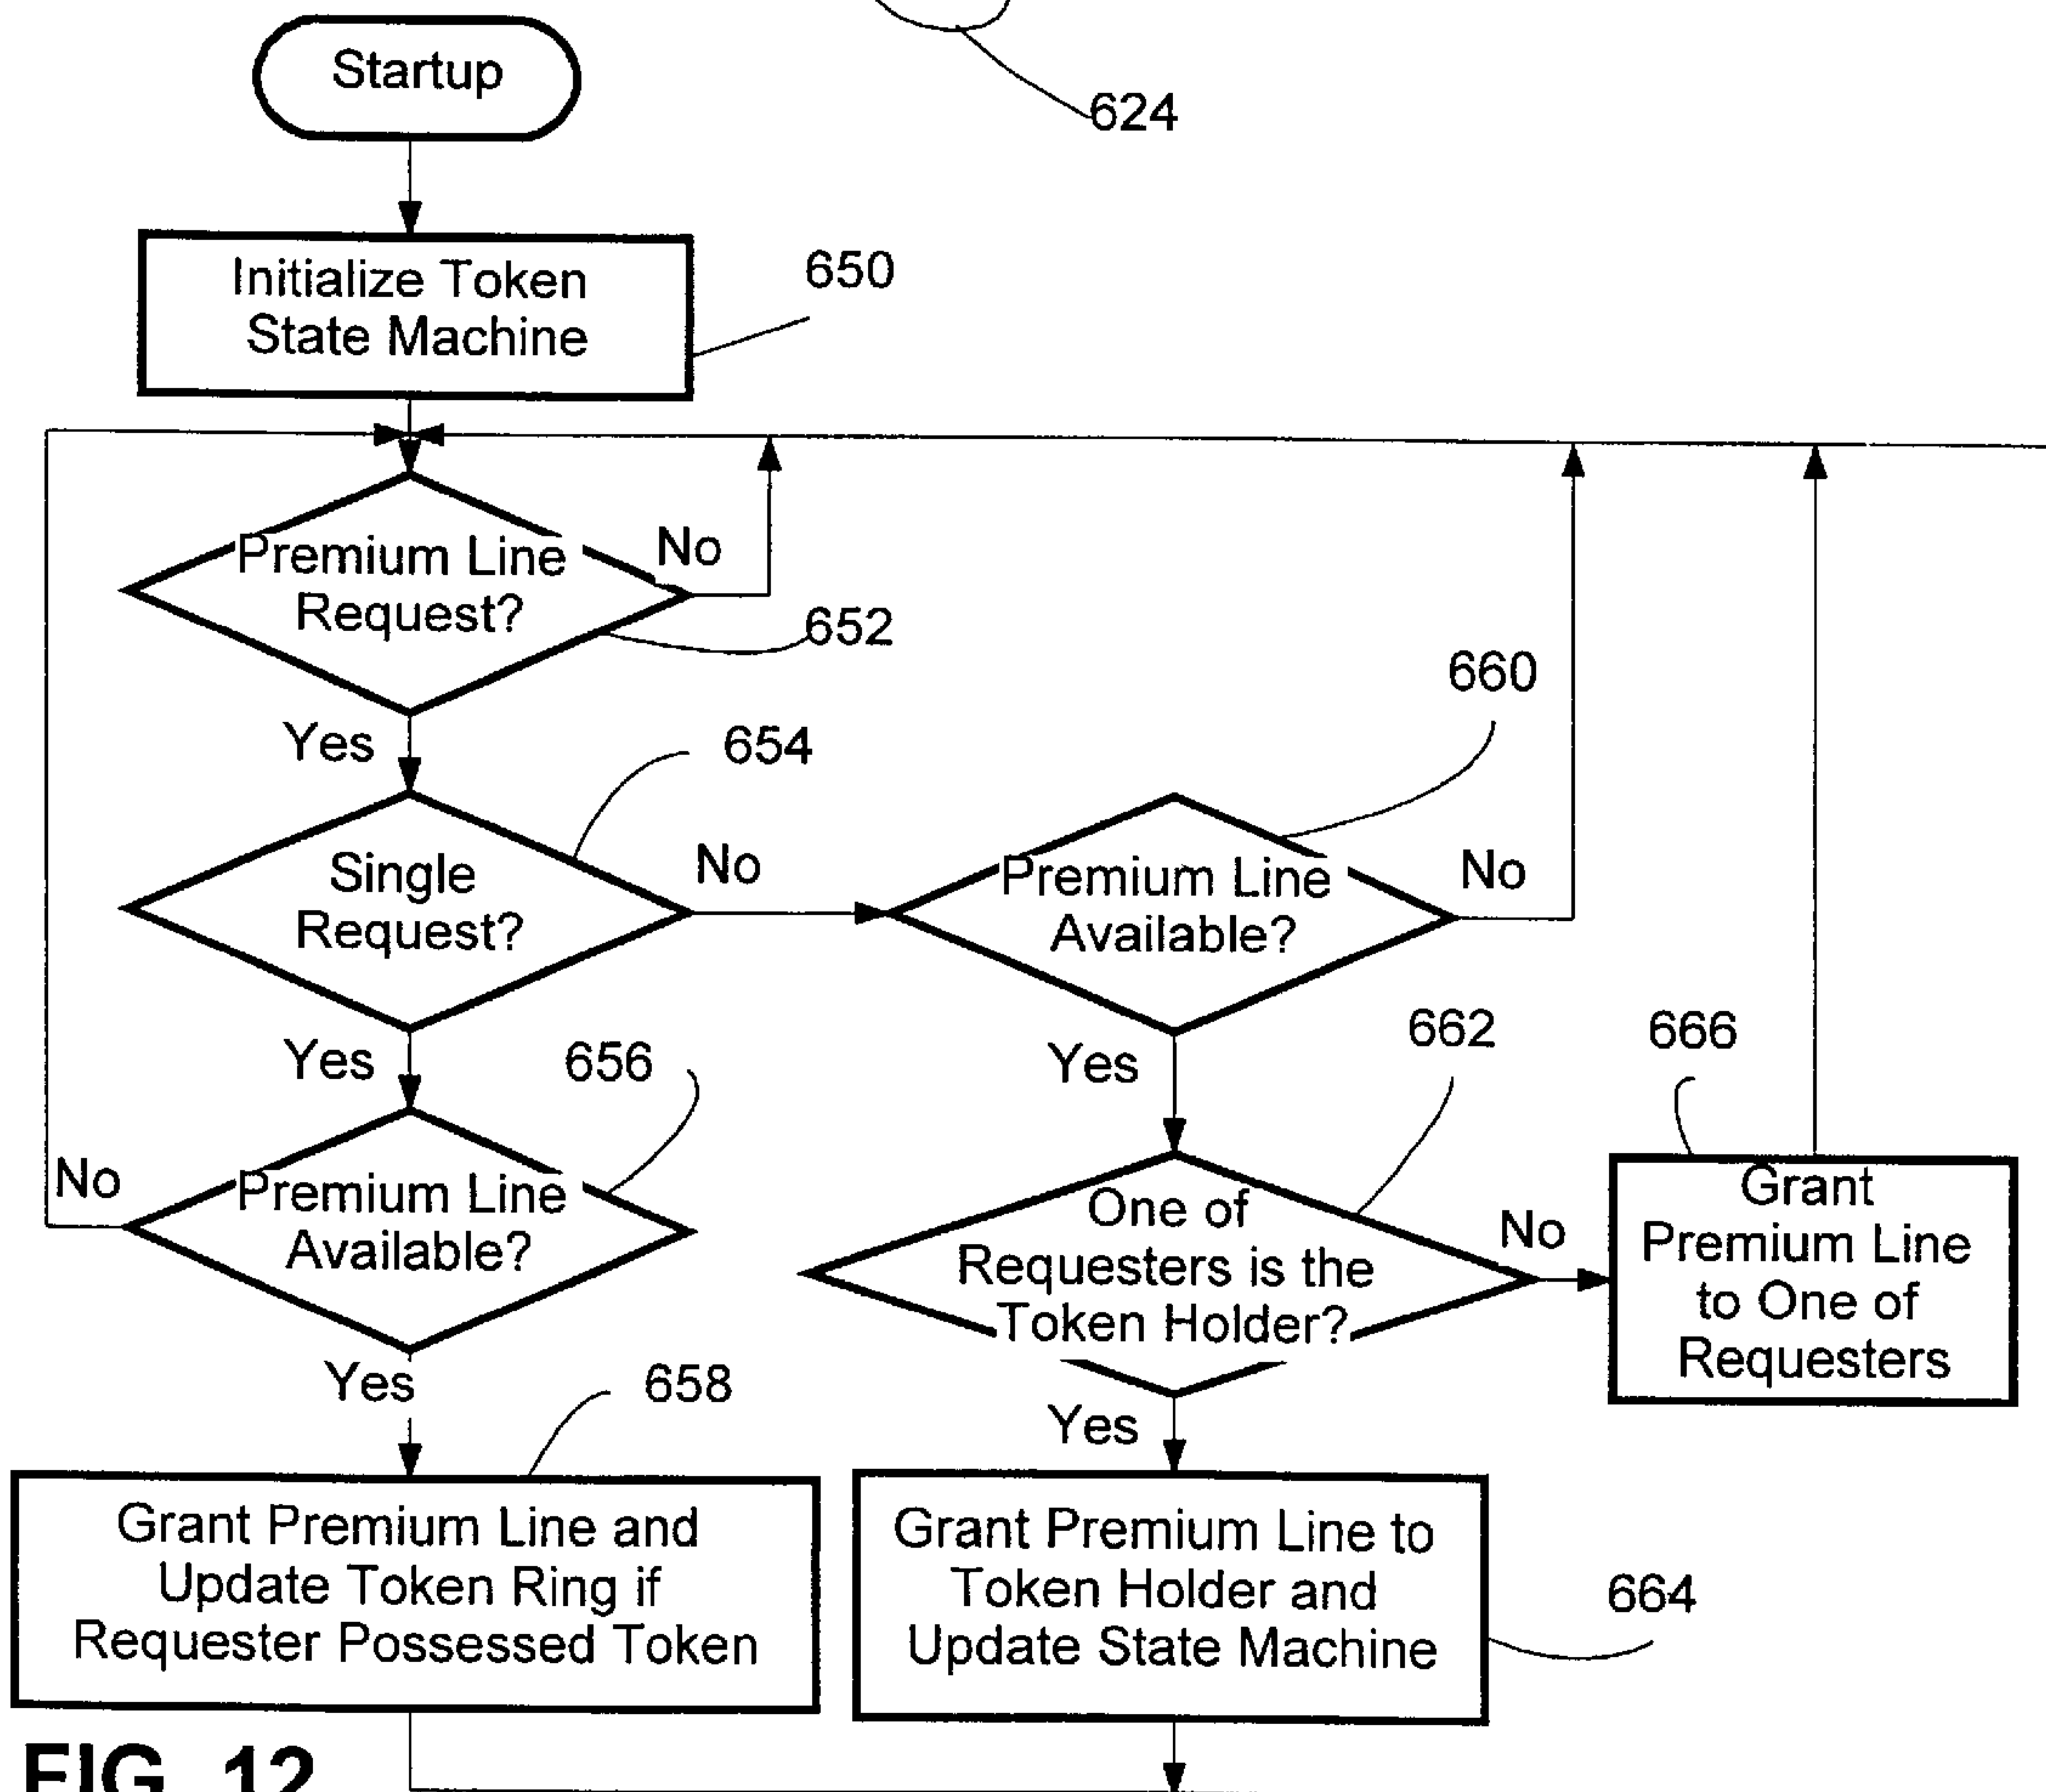 Startup
624
Initialize Token
State Machine
650
Premium Line
Request?
No
652
Yes
654
660
Single
Request?
No
Premium Line
Available?
No
Yes
656
Yes
662
666
No
Premium Line
Available?
One of
Requesters is the
Token Holder?
No
Grant
Premium Line
to One of
Requesters
Yes
658
Yes
Grant Premium Line and
Update Token Ring if
Requester Possessed Token
Grant Premium Line to
Token Holder and
Update State Machine
664
FIG. 12